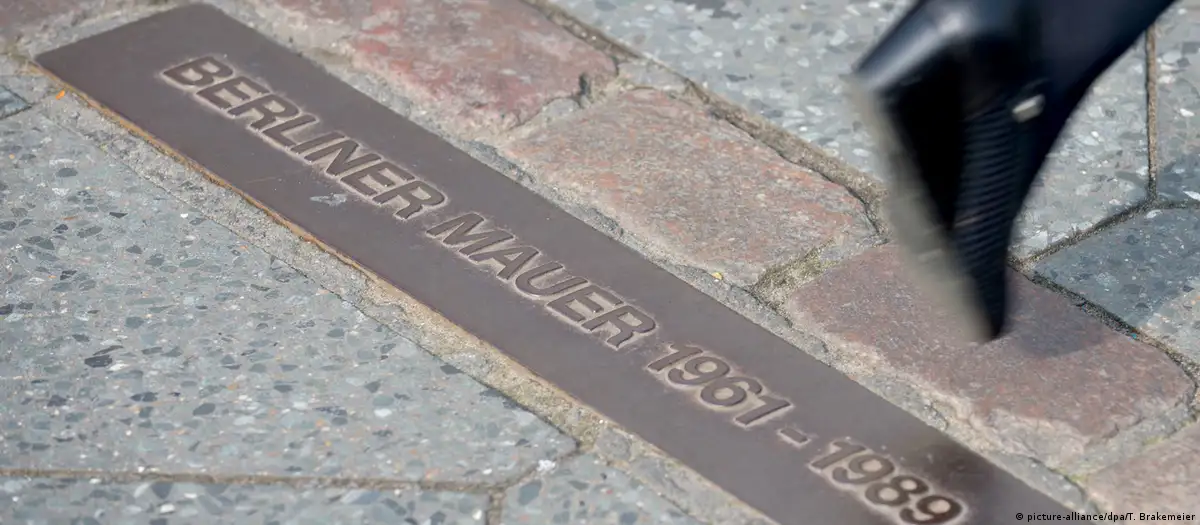 BERLINER MAUER 1961 - 1989
© picture-alliance/dpa/T. Brakemeier